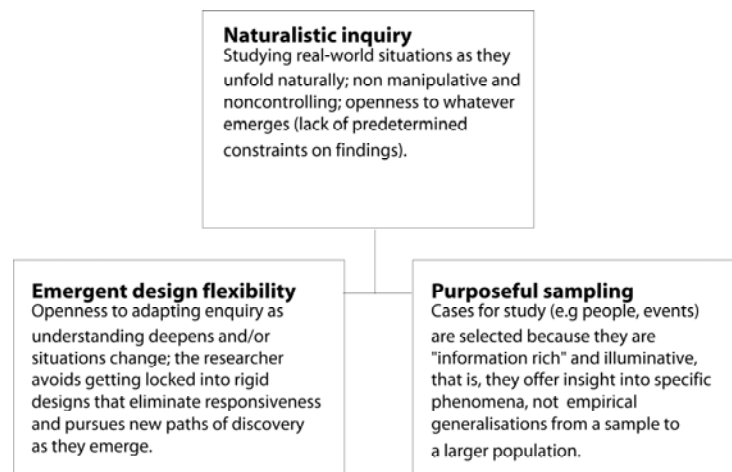 Naturalistic inquiry
Studying real-world situations as they
unfold naturally; non manipulative and
noncontrolling; openness to whatever
emerges (lack of predetermined
constraints on findings).
Emergent design flexibility
Openness to adapting enquiry as
understanding deepens and/or
situations change; the researcher
avoids getting locked into rigid
designs that eliminate responsiveness
and pursues new paths of discovery
as they emerge.
Purposeful sampling
Cases for study (e.g people, events)
are selected because they are
"information rich" and illuminative,
that is, they offer insight into specific
phenomena, not empirical
generalisations from a sample to
a larger population.